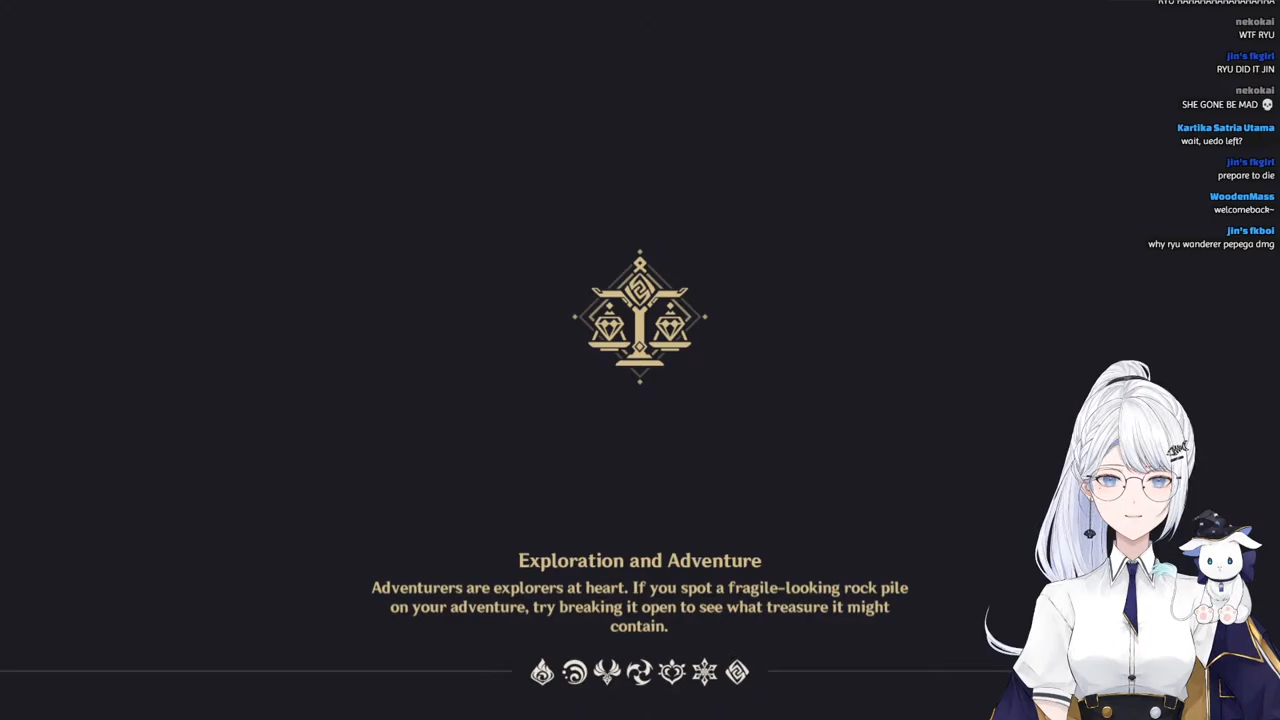 nekokai
WTF RYU
jin's fkgirl
RYU DID IT JIN
nekokai
SHE GONE BE MAD 💀
Kartika Satria Utama
wait, uedo left?
jin's fkgirl
prepare to die
WoodenMass
welcomeback~
jin's fkboi
why ryu wanderer pepega dmg
Exploration and Adventure
Adventurers are explorers at heart. If you spot a fragile-looking rock pile
on your adventure, try breaking it open to see what treasure it might
contain.